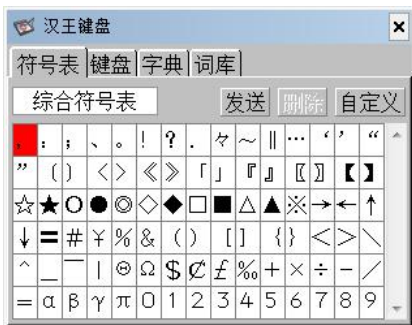 汉王键盘
符号表 键盘 字典 词库
综合符号表 发送 删除 自定义
, : ; 、 。 ! ? . 々 ~ ‖ … ‘ ’ “
” ( ) 〈 〉 《 》 「 」 『 』 〖 〗 【 】
☆ ★ ○ ● ◎ ◇ ◆ □ ■ △ ▲ ※ → ← ↑
↓ 〓 # ¥ % & ( ) [ ] { } < > \
^ _ ‾ | ⊙ Ω $ ₡ £ ‰ + × ÷ - /
= α β γ π 0 1 2 3 4 5 6 7 8 9